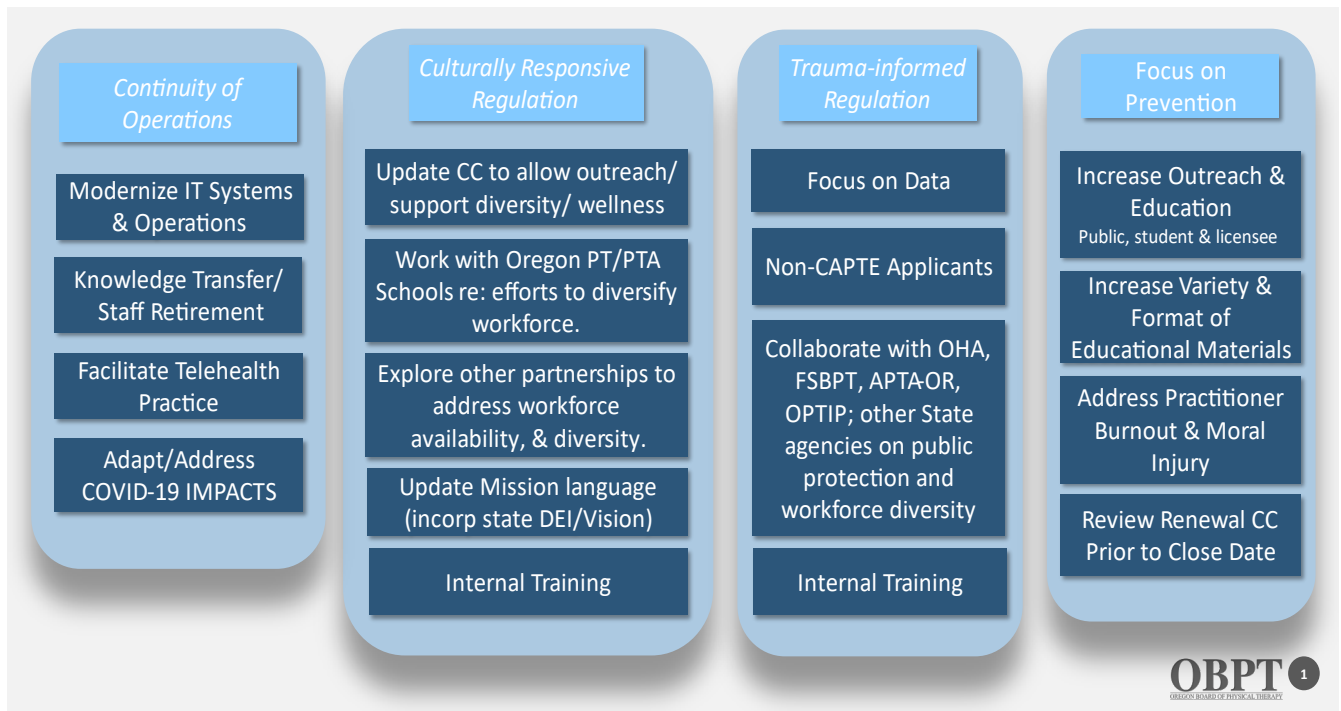 Continuity of
Operations
Modernize IT Systems
& Operations
Knowledge Transfer/
Staff Retirement
Facilitate Telehealth
Practice
Adapt/Address
COVID-19 IMPACTS
Culturally Responsive
Regulation
Update CC to allow outreach/
support diversity/ wellness
Work with Oregon PT/PTA
Schools re: efforts to diversify
workforce.
Explore other partnerships to
address workforce
availability, & diversity.
Update Mission language
(incorp state DEI/Vision)
Internal Training
Trauma-informed
Regulation
Focus on Data
Non-CAPTE Applicants
Collaborate with OHA,
FSBPT, APTA-OR,
OPTIP; other State
agencies on public
protection and
workforce diversity
Internal Training
Focus on
Prevention
Increase Outreach &
Education
Public, student & licensee
Increase Variety &
Format of
Educational Materials
Address Practitioner
Burnout & Moral
Injury
Review Renewal CC
Prior to Close Date
OBPT
OREGON BOARD OF PHYSICAL THERAPY
1